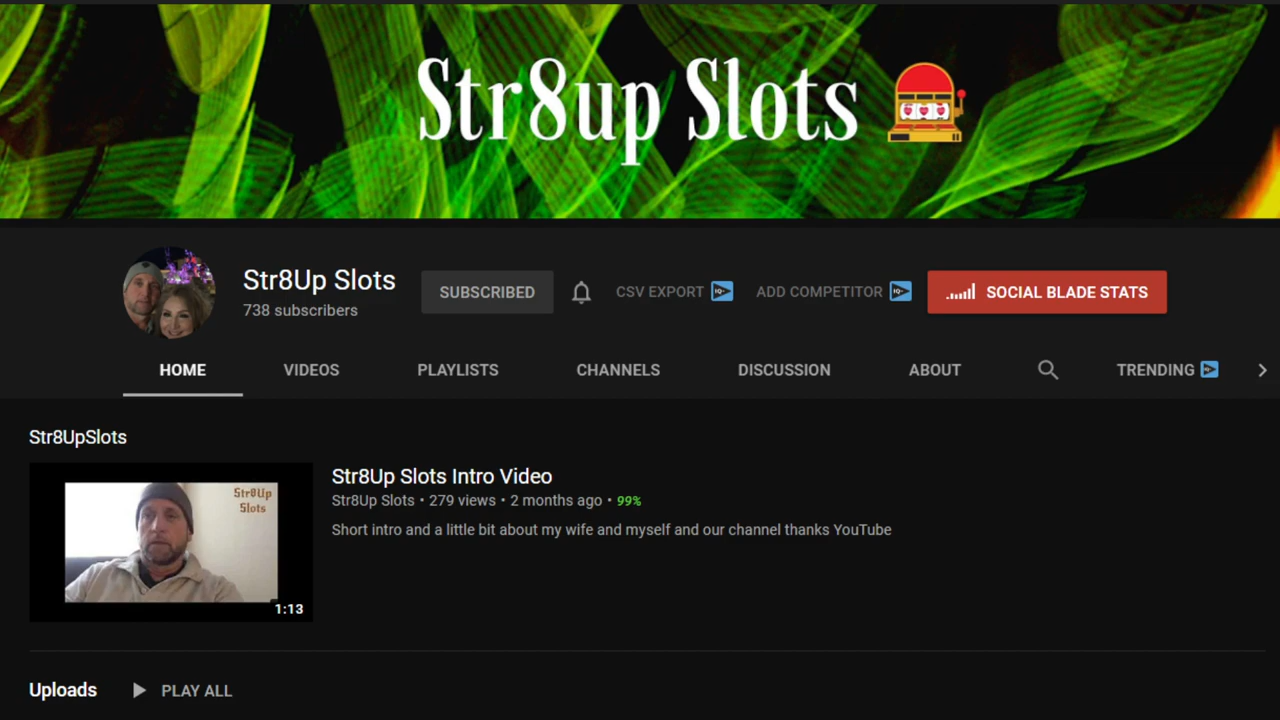 Str8up Slots
Str8Up Slots
738 subscribers
SUBSCRIBED
CSV EXPORT
ADD COMPETITOR
SOCIAL BLADE STATS
HOME VIDEOS PLAYLISTS CHANNELS DISCUSSION ABOUT TRENDING
Str8UpSlots
Str8Up
Slots
1:13
Str8Up Slots Intro Video
Str8Up Slots • 279 views • 2 months ago • 99%
Short intro and a little bit about my wife and myself and our channel thanks YouTube
Uploads PLAY ALL